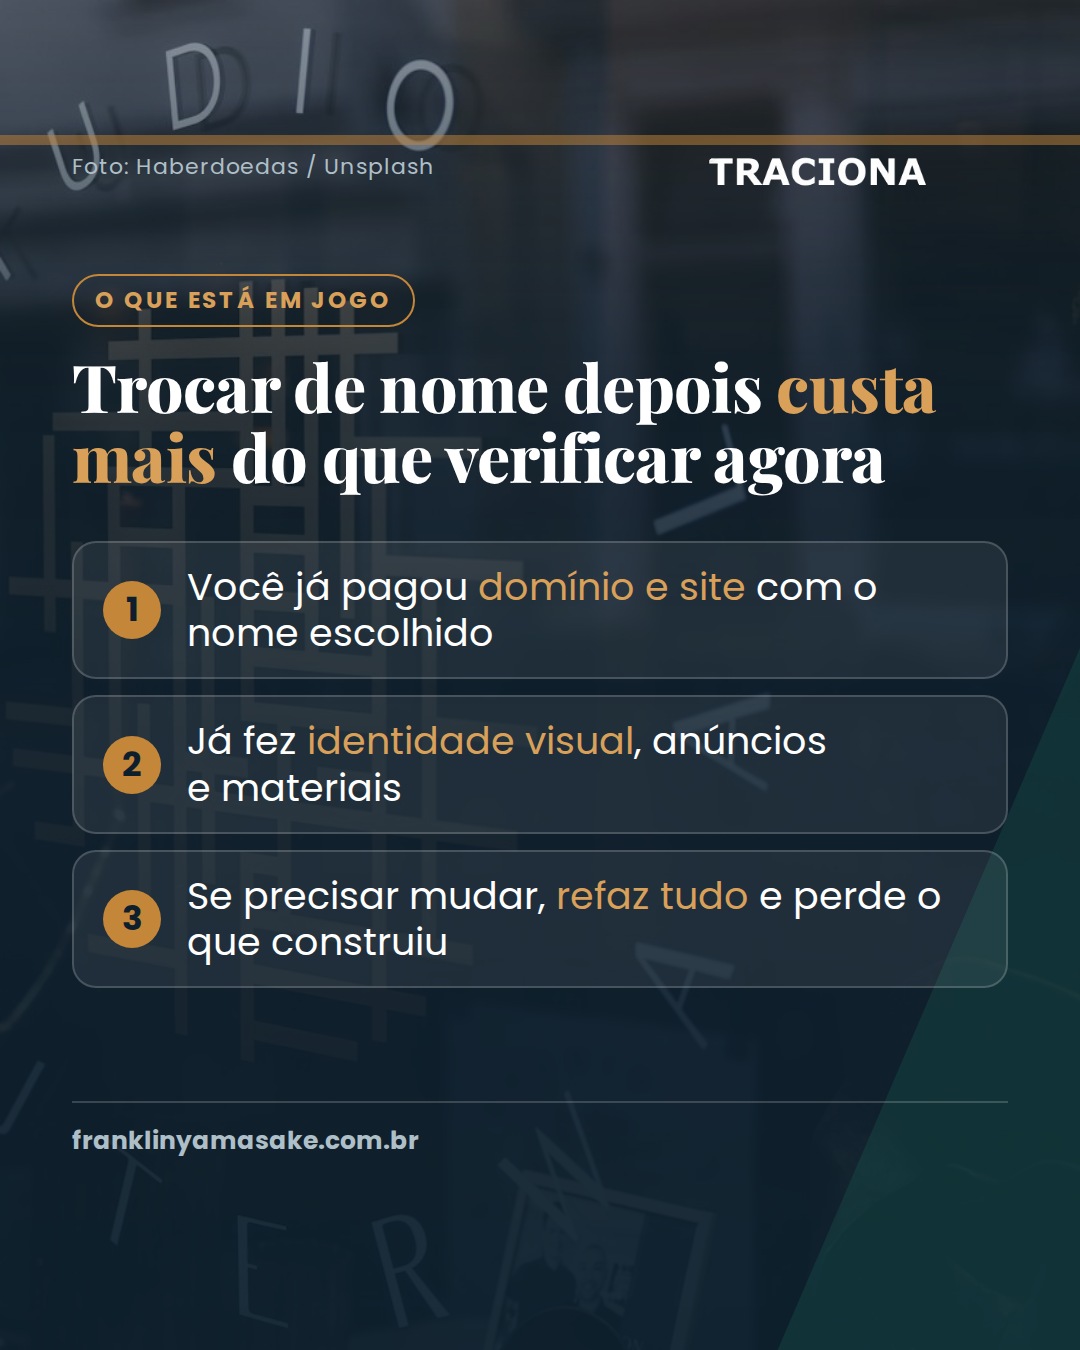 U D I O
Foto: Haberdoedas / Unsplash
TRACIONA
O QUE ESTÁ EM JOGO
Trocar de nome depois custa
mais do que verificar agora
1
Você já pagou domínio e site com o
nome escolhido
2
Já fez identidade visual, anúncios
e materiais
3
Se precisar mudar, refaz tudo e perde o
que construiu
franklinyamasake.com.br
T E R